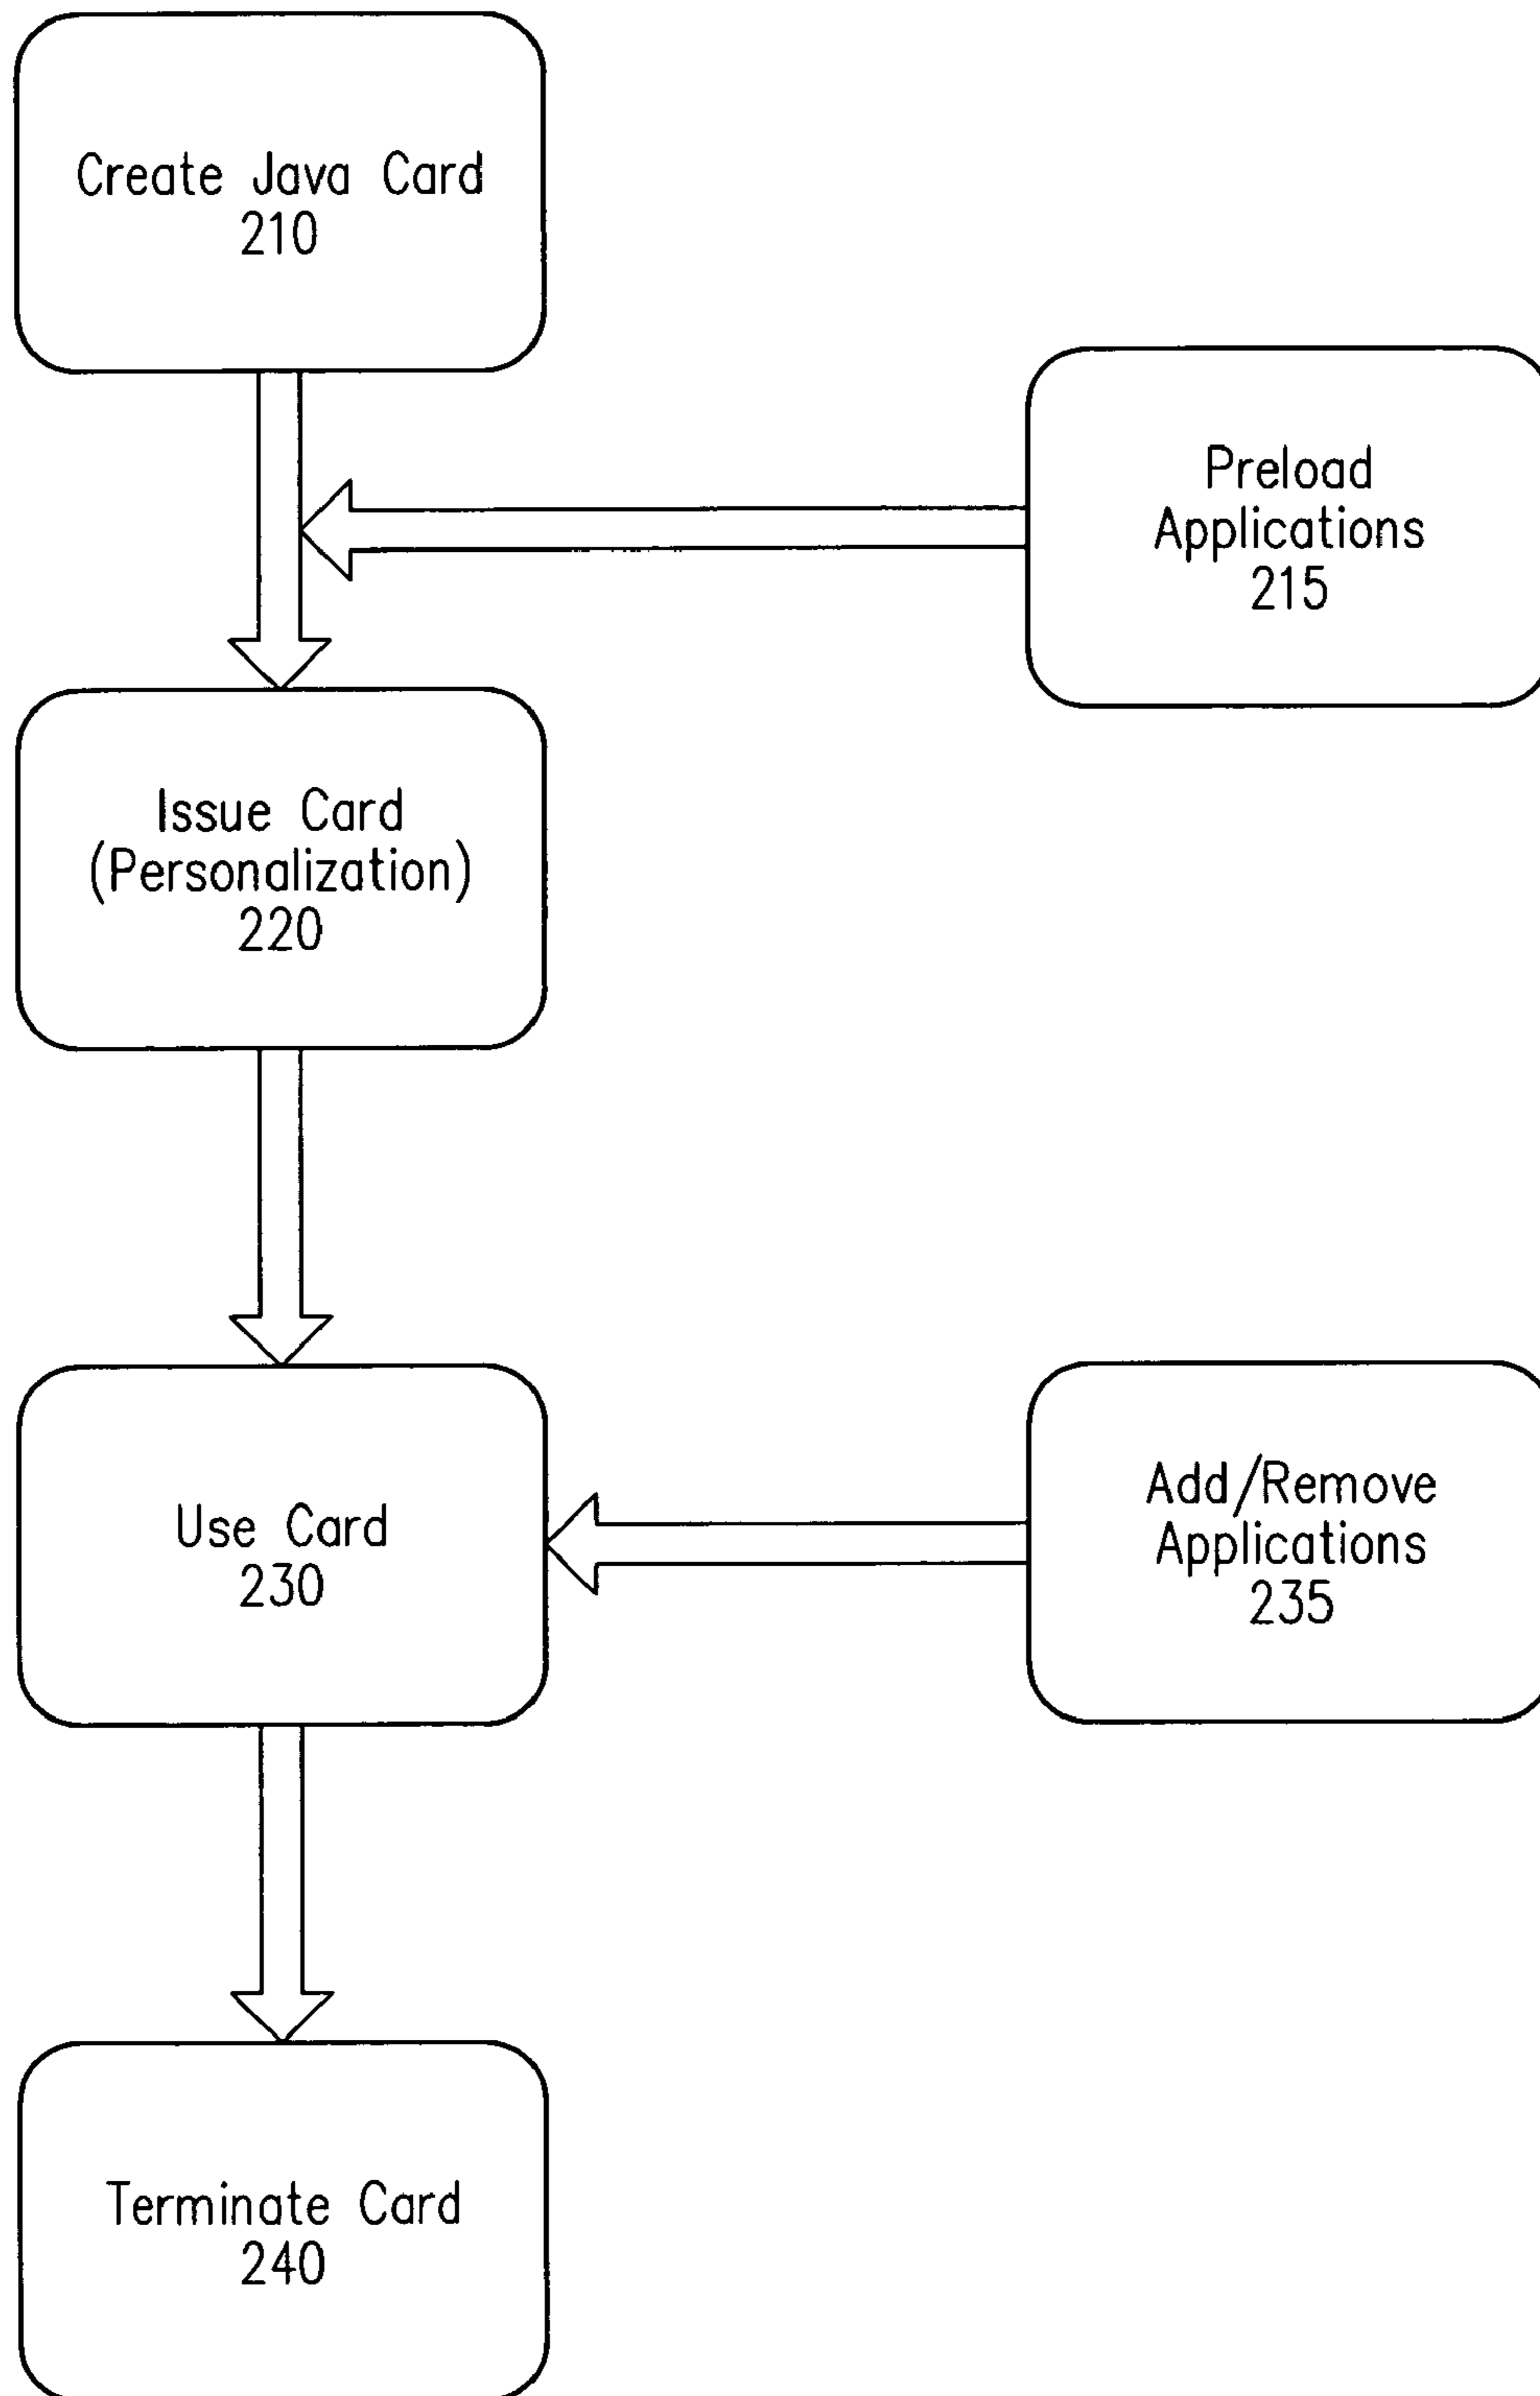 Create Java Card
210
Preload
Applications
215
Issue Card
(Personalization)
220
Use Card
230
Add/Remove
Applications
235
Terminate Card
240